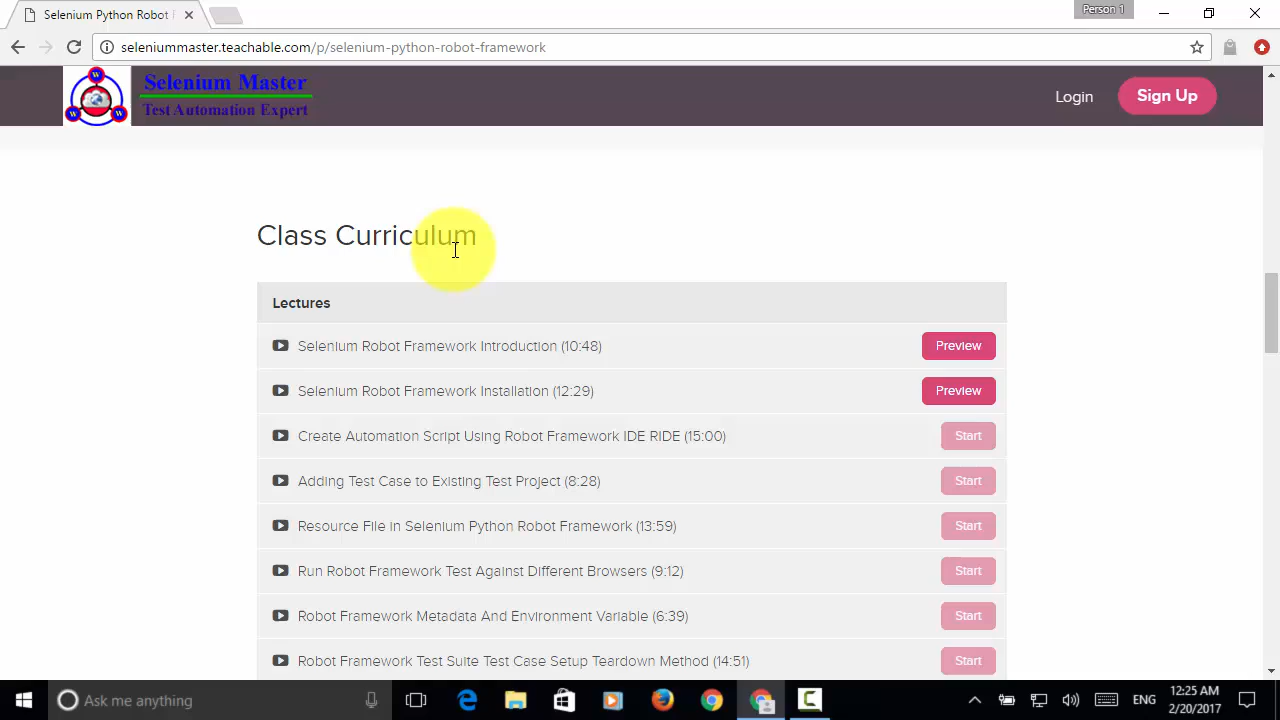 Selenium Python Robot F
Person 1
seleniummaster.teachable.com/p/selenium-python-robot-framework
Selenium Master
Test Automation Expert
Login
Sign Up
Class Curriculum
Lectures
Selenium Robot Framework Introduction (10:48)
Preview
Selenium Robot Framework Installation (12:29)
Preview
Create Automation Script Using Robot Framework IDE RIDE (15:00)
Start
Adding Test Case to Existing Test Project (8:28)
Start
Resource File in Selenium Python Robot Framework (13:59)
Start
Run Robot Framework Test Against Different Browsers (9:12)
Start
Robot Framework Metadata And Environment Variable (6:39)
Start
Robot Framework Test Suite Test Case Setup Teardown Method (14:51)
Start
Ask me anything
ENG
12:25 AM
2/20/2017